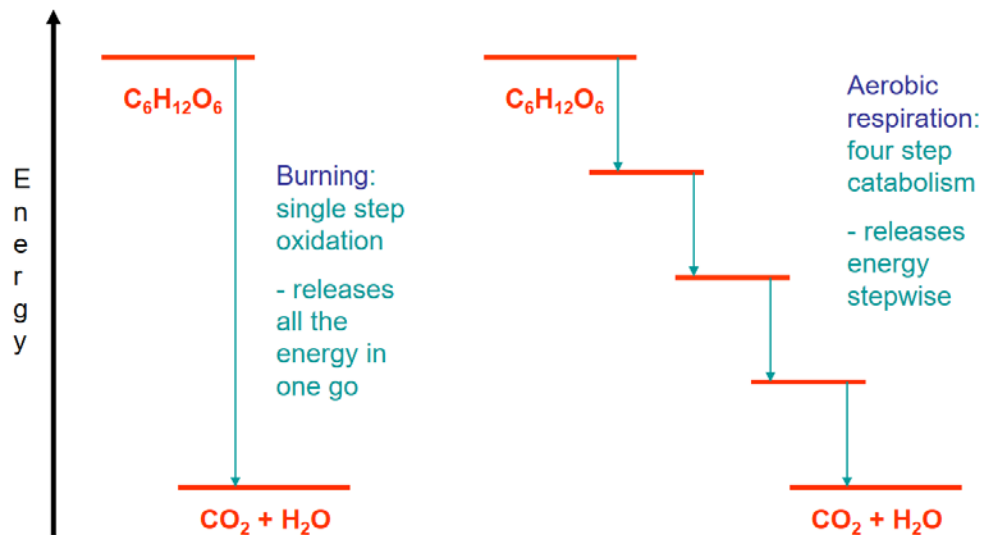 Energy
C₆H₁₂O₆
Burning:
single step
oxidation
- releases
all the
energy in
one go
CO₂ + H₂O
C₆H₁₂O₆
Aerobic
respiration:
four step
catabolism
- releases
energy
stepwise
CO₂ + H₂O